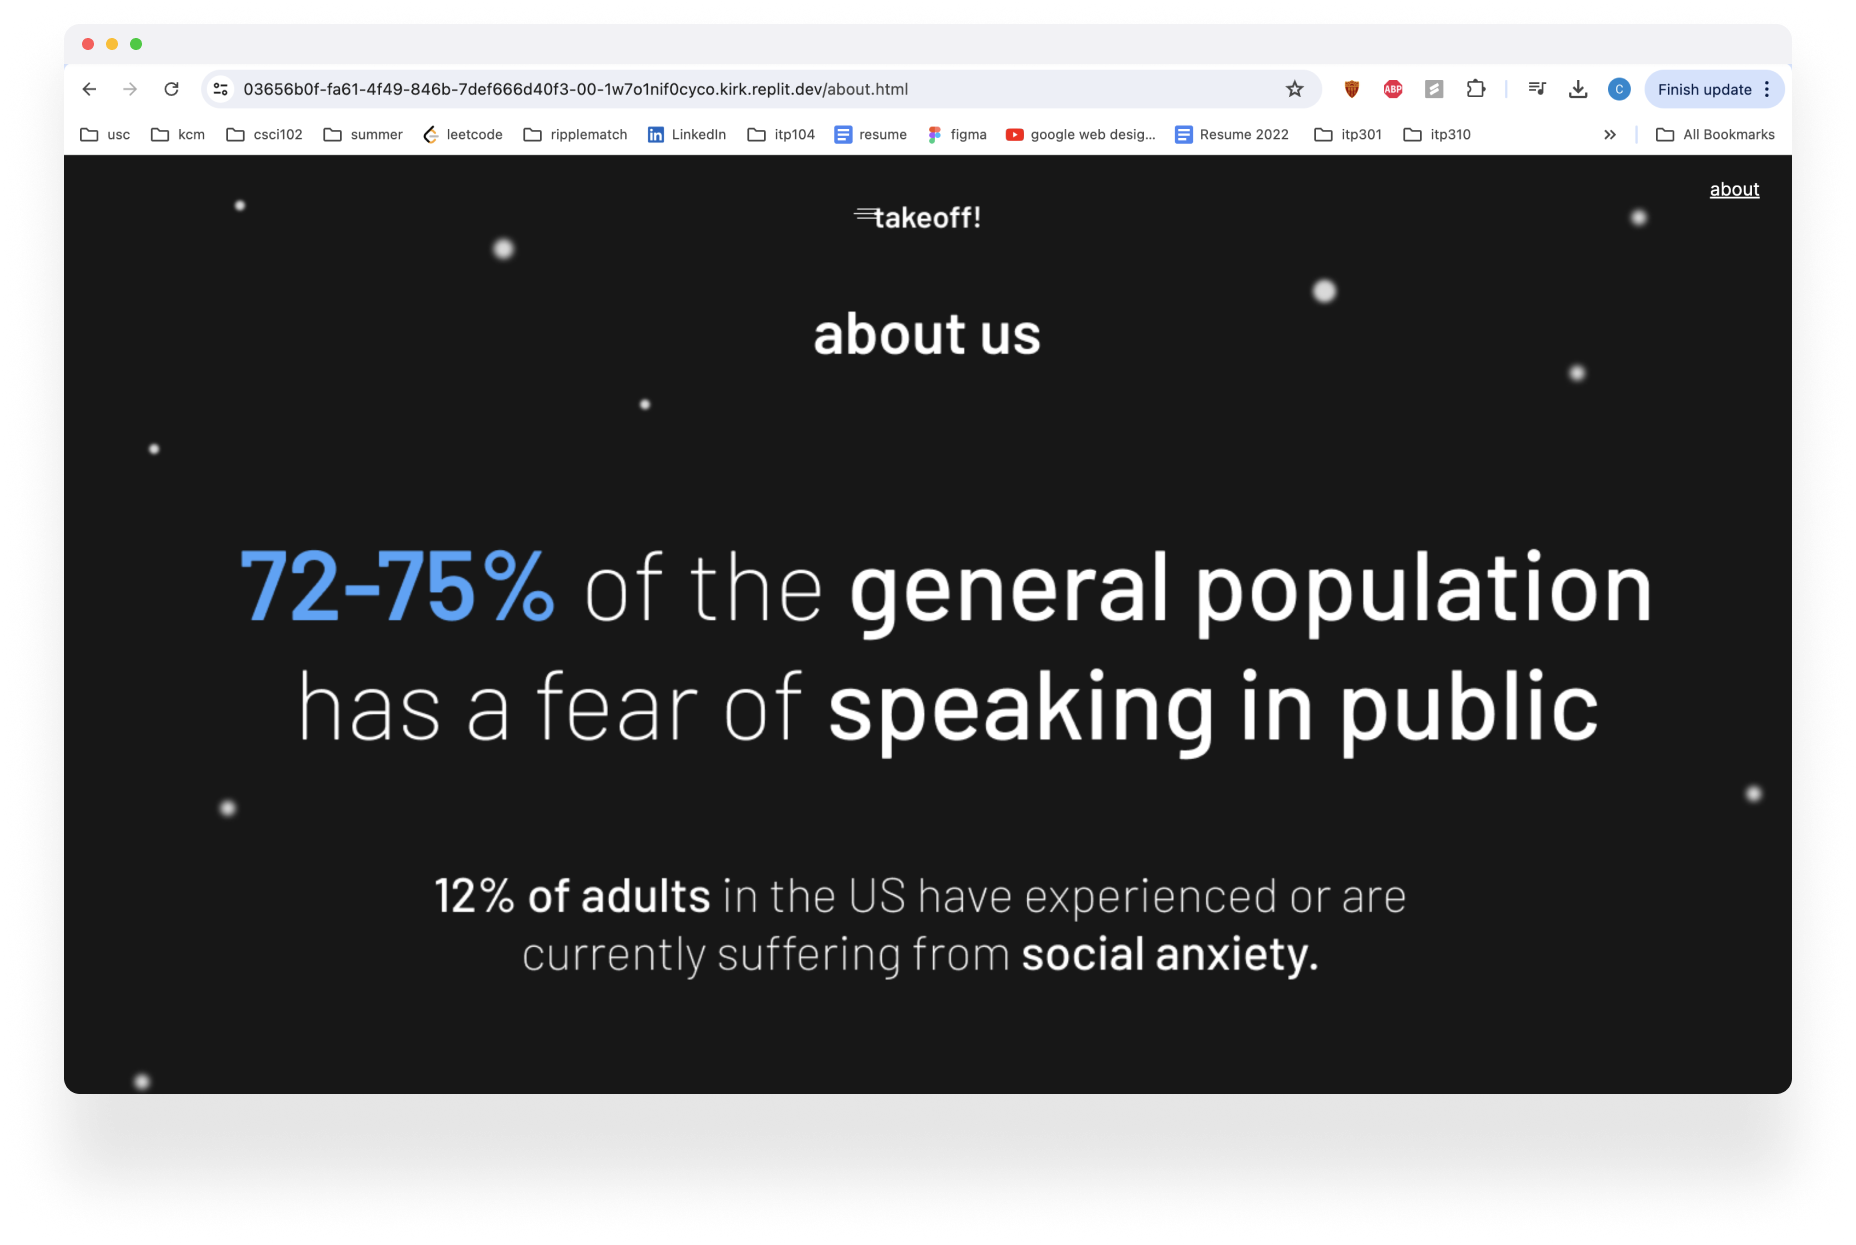 03656b0f-fa61-4f49-846b-7def666d40f3-00-1w7o1nif0cyco.kirk.replit.dev/about.html
ABP
C
Finish update
usc kcm csci102 summer leetcode ripplematch LinkedIn itp104 resume figma google web desig... Resume 2022 itp301 itp310 All Bookmarks
about
takeoff!
about us
72-75% of the general population
has a fear of speaking in public
12% of adults in the US have experienced or are
currently suffering from social anxiety.